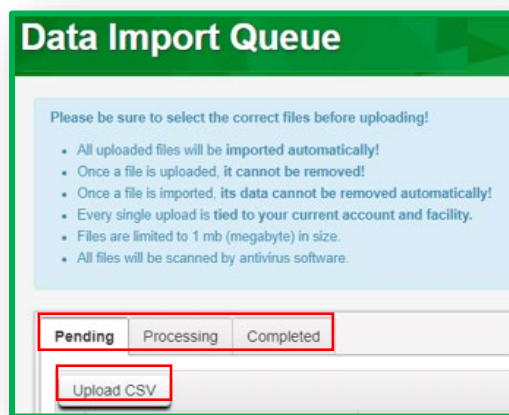 Data Import Queue
Please be sure to select the correct files before uploading!
• All uploaded files will be imported automatically!
• Once a file is uploaded, it cannot be removed!
• Once a file is imported, its data cannot be removed automatically!
• Every single upload is tied to your current account and facility.
• Files are limited to 1 mb (megabyte) in size.
• All files will be scanned by antivirus software.
Pending Processing Completed
Upload CSV